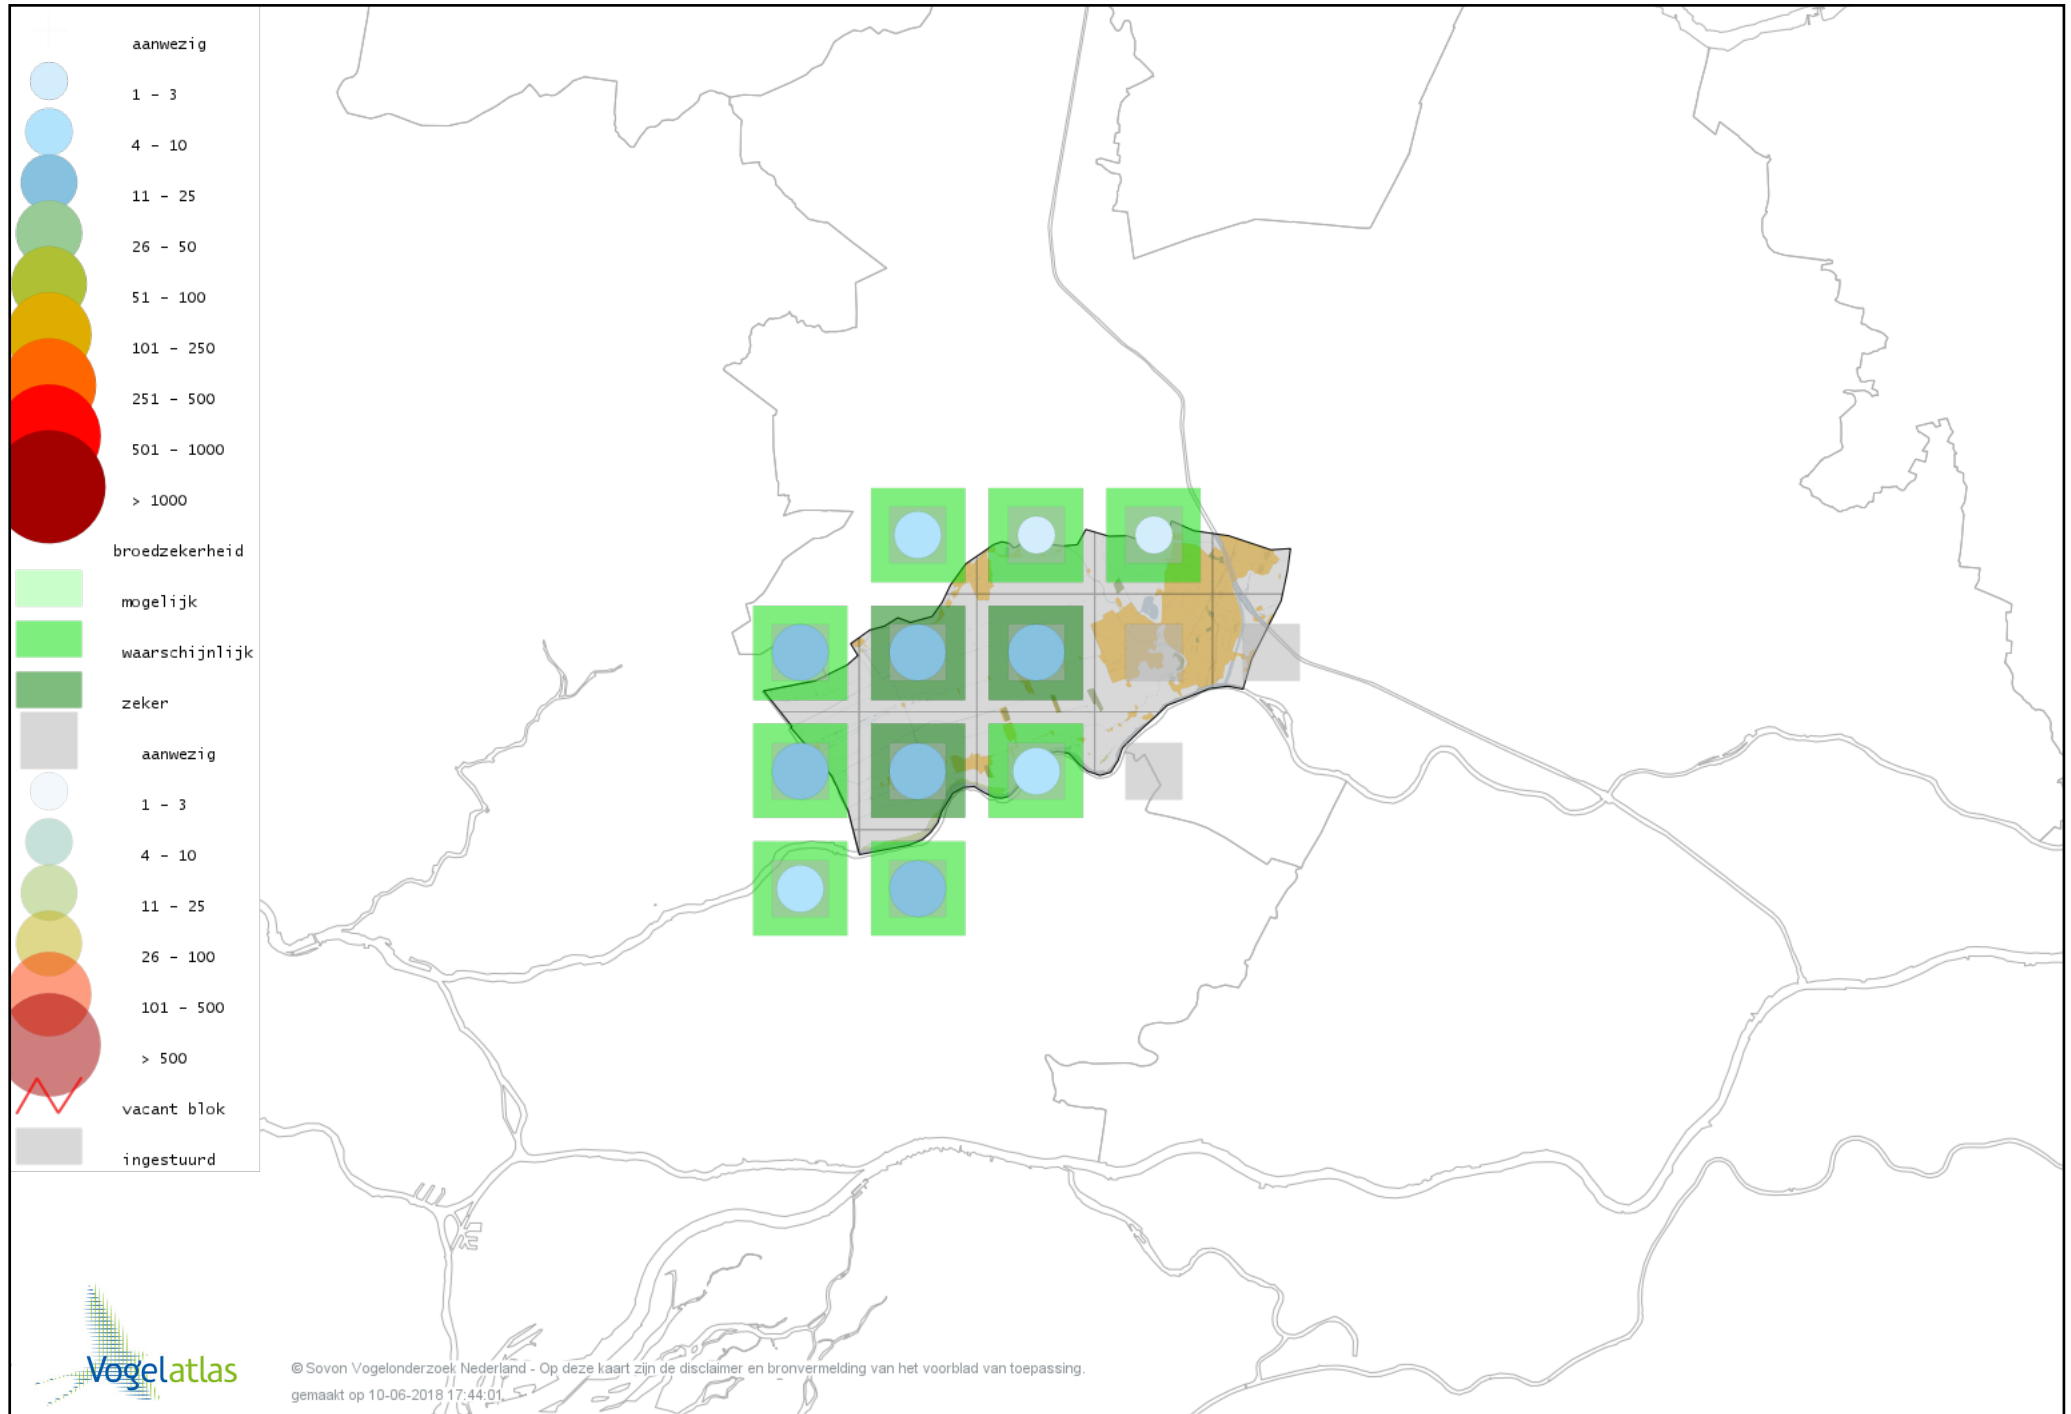 aanwezig
1 – 3
4 – 10
11 – 25
26 – 50
51 – 100
101 – 250
251 – 500
501 – 1000
> 1000
broedzekerheid
mogelijk
waarschijnlijk
zeker
aanwezig
1 – 3
4 – 10
11 – 25
26 – 100
101 – 500
> 500
vacant blok
ingestuurd
Vogelatlas
© Sovon Vogelonderzoek Nederland - Op deze kaart zijn de disclaimer en bronvermelding van het voorblad van toepassing.
gemaakt op 10-06-2018 17:44:01